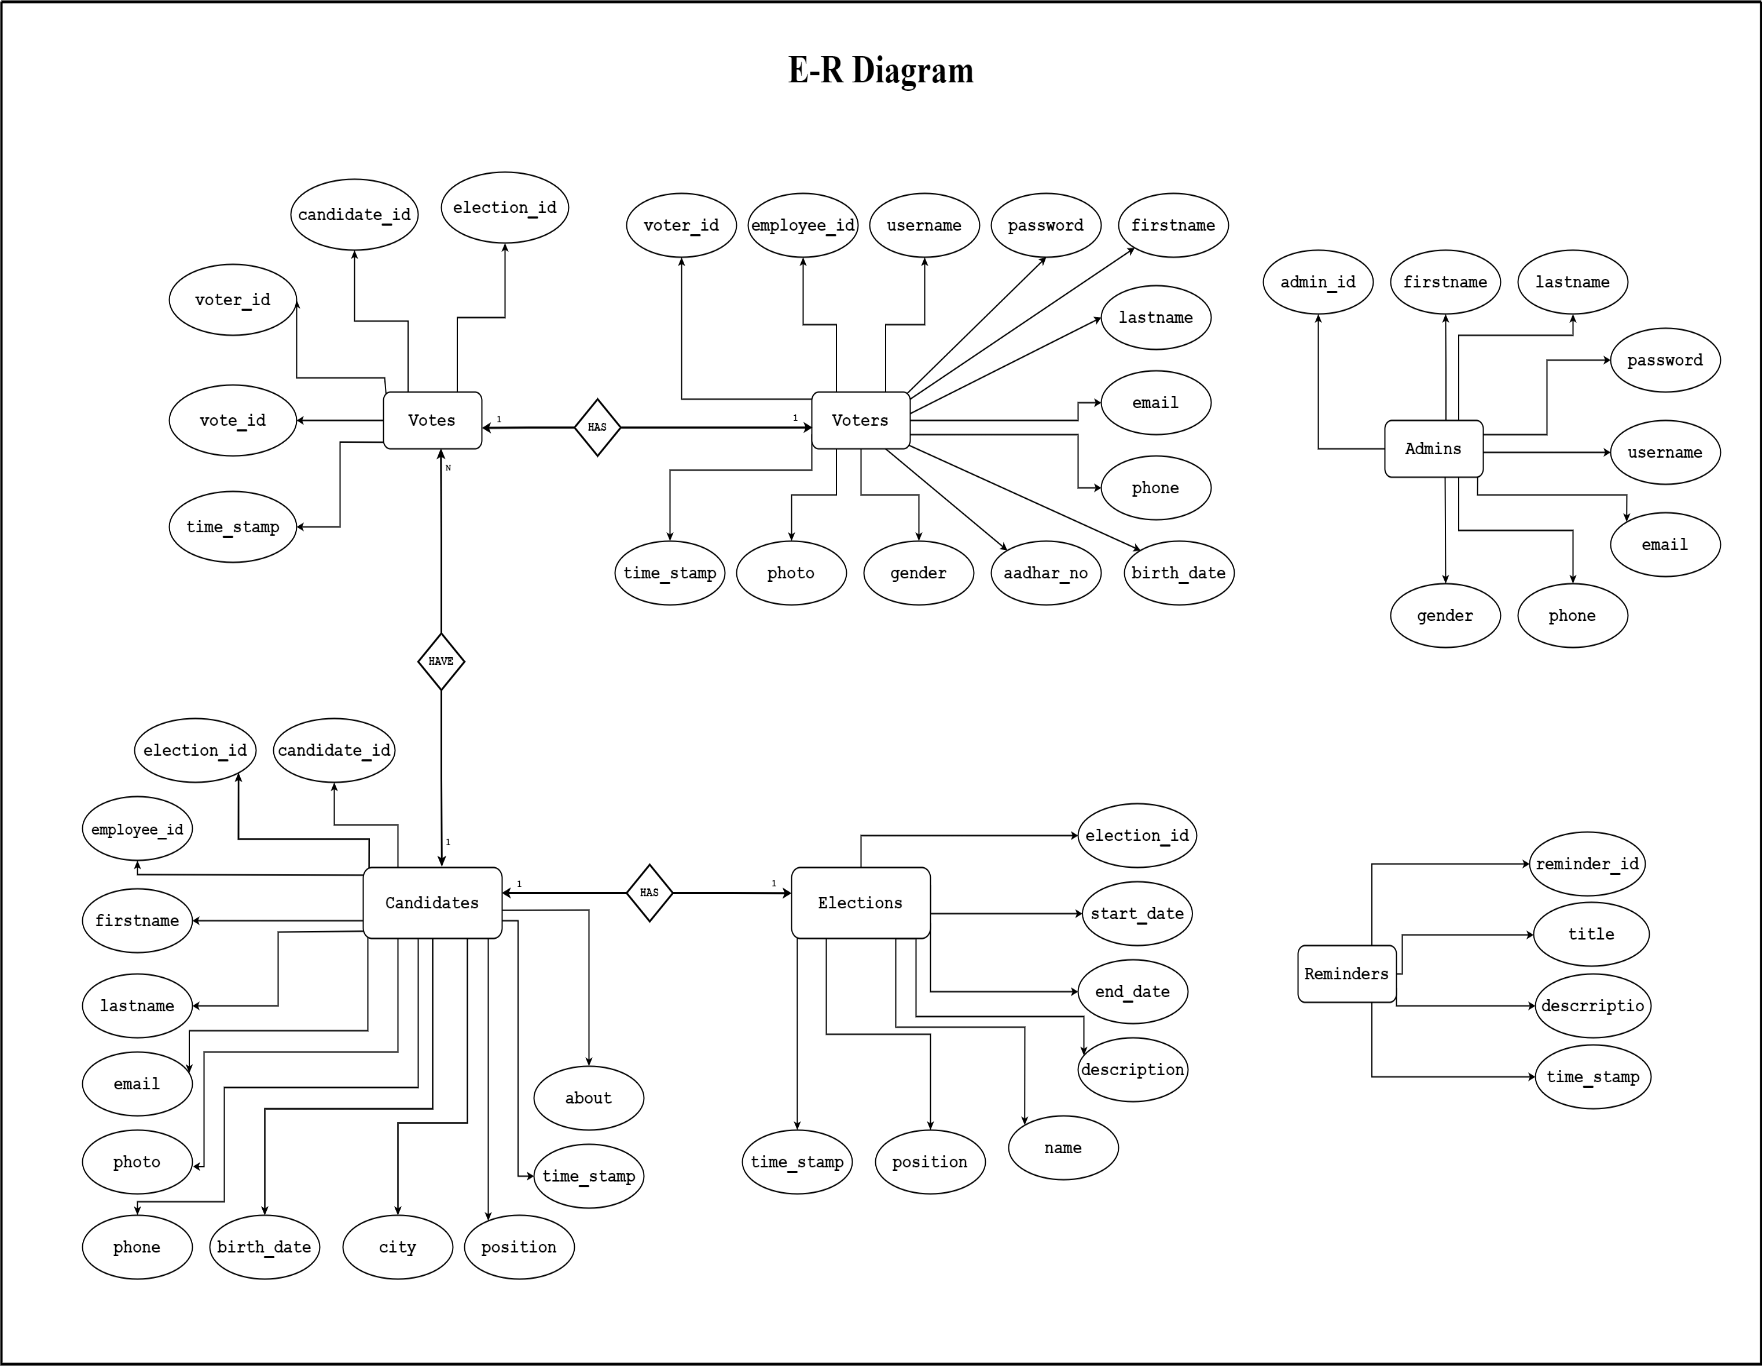 E-R Diagram
candidate_id
election_id
voter_id
vote_id
time_stamp
Votes
1
HAS
1
N
HAVE
1
voter_id
employee_id
username
password
firstname
lastname
email
phone
Voters
time_stamp
photo
gender
aadhar_no
birth_date
admin_id
firstname
lastname
password
username
Admins
email
gender
phone
election_id
candidate_id
employee_id
firstname
Candidates
1
HAS
1
lastname
email
photo
phone
birth_date
city
position
time_stamp
about
Elections
election_id
start_date
end_date
description
name
position
time_stamp
Reminders
reminder_id
title
descrriptio
time_stamp